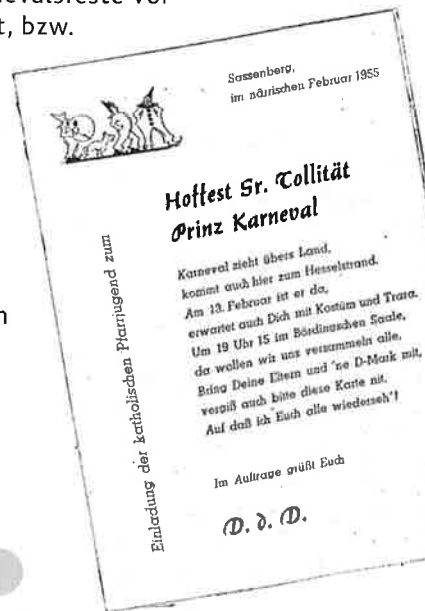 t, bzw.
n
Sassenberg,
im närrischen Februar 1955
Hoffest Sr. Tollität
Prinz Karneval
Einladung der katholischen Pfarrjugend zum
Karneval zieht übers Land,
kommt auch hier zum Hesselstrand.
Am 13. Februar ist er da,
erwartet auch Dich mit Kostüm und Trara.
Um 19 Uhr 15 im Bördingschen Saale,
da wollen wir uns versammeln alle,
Bring Deine Eltern und 'ne D-Mark mit,
vergiß auch bitte diese Karte nit.
Auf daß ich Euch alle wiederseh'!
Im Auftrage grüßt Euch
D. d. D.